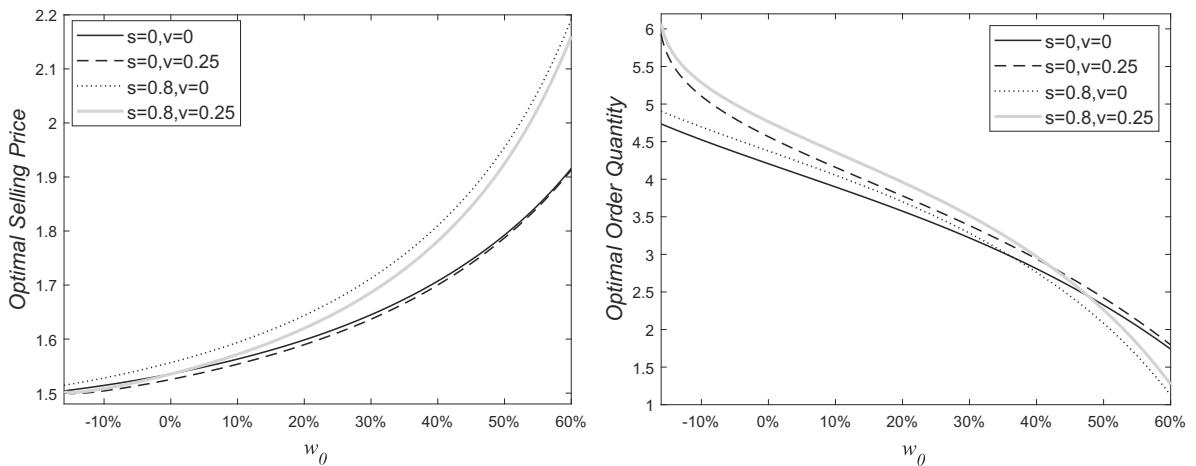 2.2
2.1
2
1.9
1.8
1.7
1.6
1.5
Optimal Selling Price
s=0,v=0
s=0,v=0.25
s=0.8,v=0
s=0.8,v=0.25
-10% 0% 10% 20% 30% 40% 50% 60%
w0
6
5.5
5
4.5
4
3.5
3
2.5
2
1.5
1
Optimal Order Quantity
s=0,v=0
s=0,v=0.25
s=0.8,v=0
s=0.8,v=0.25
-10% 0% 10% 20% 30% 40% 50% 60%
w0